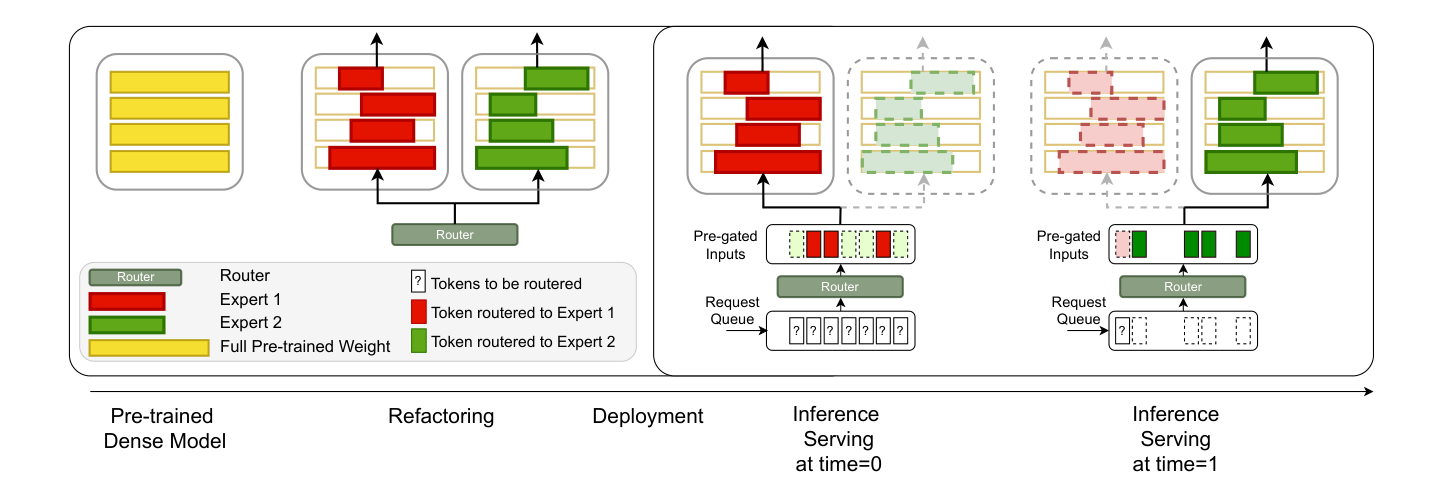 Router
Router
Router
Expert 1
Expert 2
Full Pre-trained Weight
? Tokens to be routered
Token routered to Expert 1
Token routered to Expert 2
Pre-gated
Inputs
Router
Request
Queue
? ? ? ? ? ? ?
Pre-gated
Inputs
Router
Request
Queue
?
Pre-trained
Dense Model
Refactoring
Deployment
Inference
Serving
at time=0
Inference
Serving
at time=1